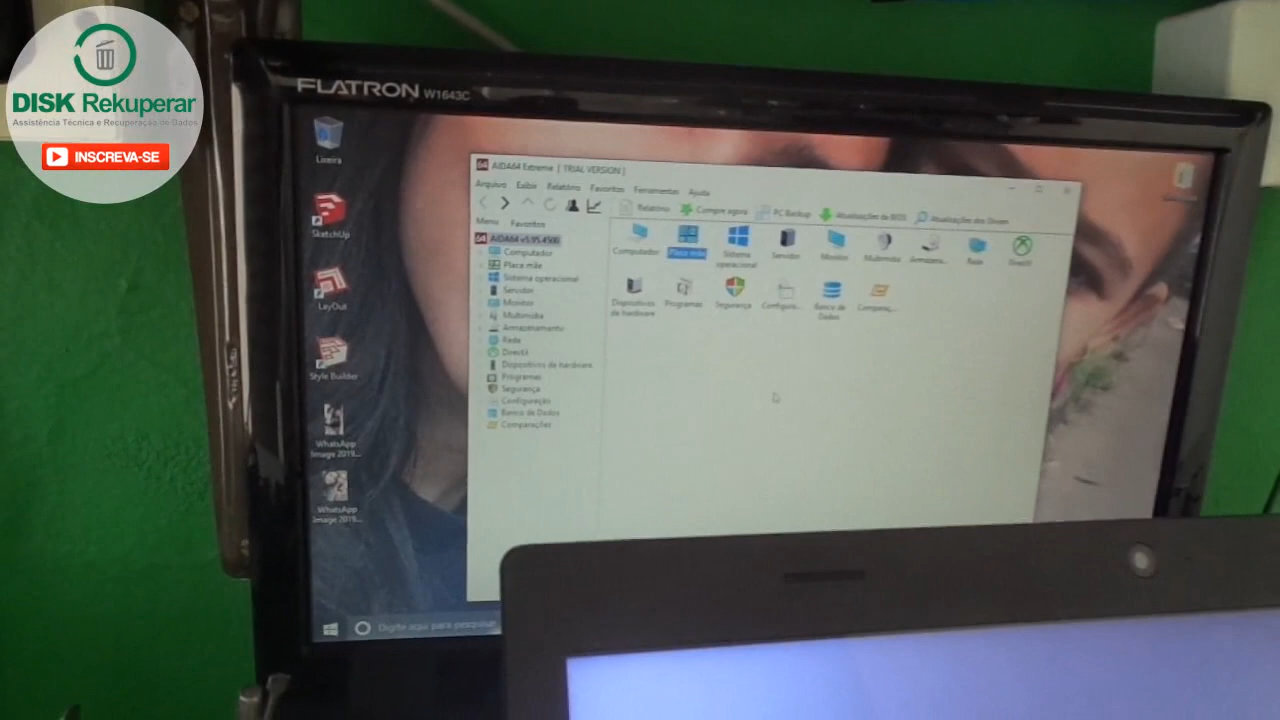 DISK Rekuperar
Assistência Técnica e Recuperação de Dados
INSCREVA-SE
FLATRON W1643C
Lixeira
SketchUp
LayOut
Style Builder
WhatsApp
Image 2019...
WhatsApp
Image 2019...
AIDA64 Extreme [ TRIAL VERSION ]
Arquivo Exibir Relatório Favoritos Ferramentas Ajuda
Relatório Compre agora PC Backup Atualizações da BIOS Atualizações dos Drivers
Menu Favoritos
AIDA64 v5.95.4500
Computador
Placa mãe
Sistema operacional
Servidor
Monitor
Multimídia
Armazenamento
Rede
DirectX
Dispositivos de hardware
Programas
Segurança
Configuração
Banco de Dados
Comparações
Computador
Placa mãe
Sistema
operacional
Servidor
Monitor
Multimídia
Armazena...
Rede
DirectX
Dispositivos
de hardware
Programas
Segurança
Configura...
Banco de
Dados
Comparaç...
Digite aqui para pesquisar